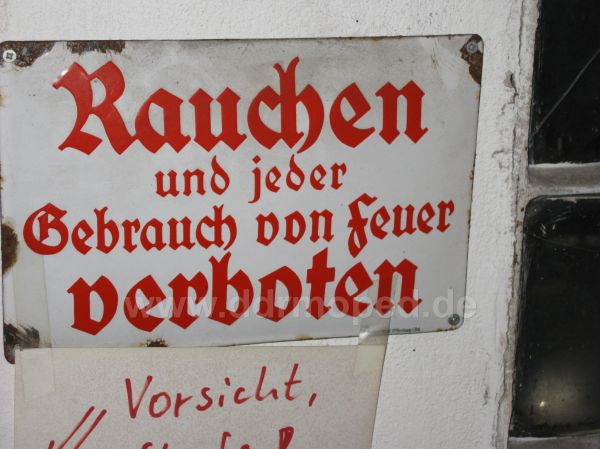 Rauchen
und jeder
Gebrauch von Feuer
verboten
www.ddrmoped.de
Vorsicht,